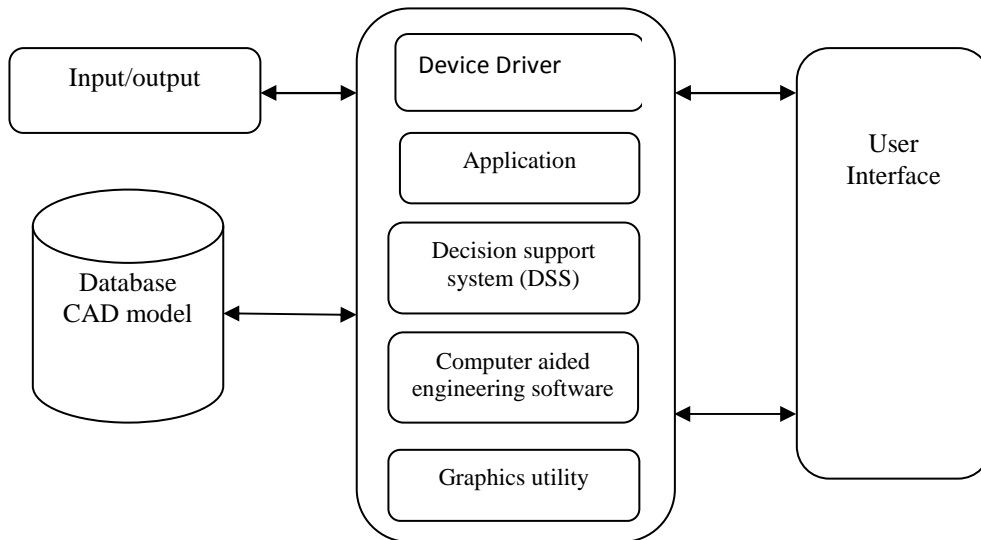 Input/output
Database
CAD model
Device Driver
Application
Decision support
system (DSS)
Computer aided
engineering software
Graphics utility
User
Interface